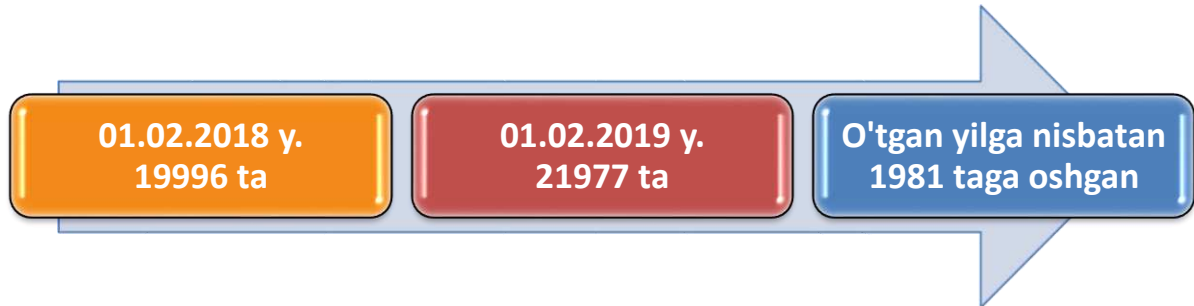 01.02.2018 y.
19996 ta
01.02.2019 y.
21977 ta
O'tgan yilga nisbatan
1981 taga oshgan